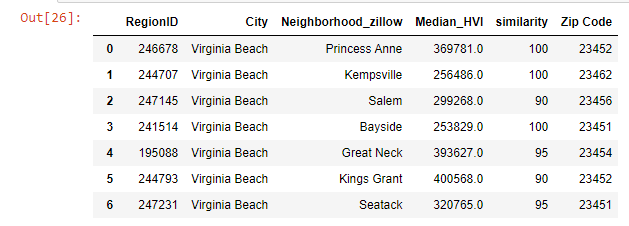 Out[26]:
RegionID City Neighborhood_zillow Median_HVI similarity Zip Code
0 246678 Virginia Beach Princess Anne 369781.0 100 23452
1 244707 Virginia Beach Kempsville 256486.0 100 23462
2 247145 Virginia Beach Salem 299268.0 90 23456
3 241514 Virginia Beach Bayside 253829.0 100 23451
4 195088 Virginia Beach Great Neck 393627.0 95 23454
5 244793 Virginia Beach Kings Grant 400568.0 90 23452
6 247231 Virginia Beach Seatack 320765.0 95 23451